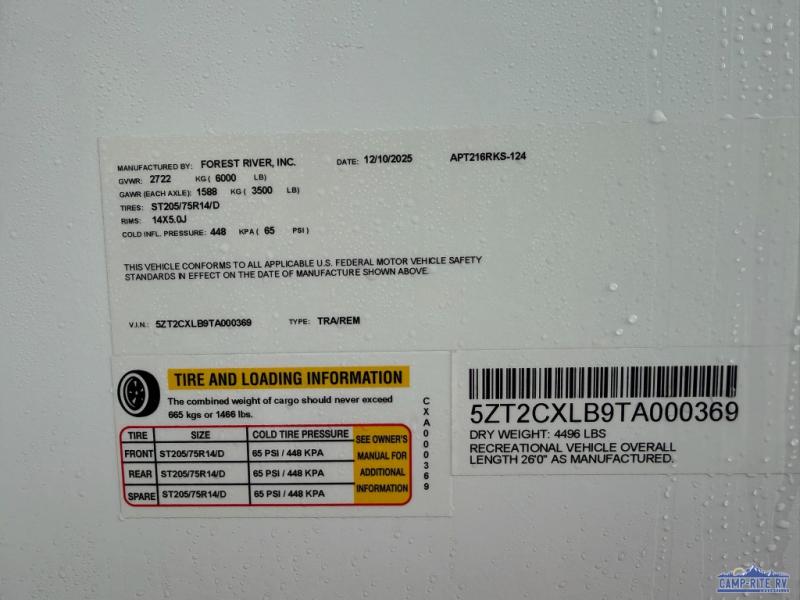 MANUFACTURED BY: FOREST RIVER, INC. DATE: 12/10/2025 APT216RKS-124
GVWR: 2722 KG ( 6000 LB)
GAWR (EACH AXLE): 1588 KG ( 3500 LB)
TIRES: ST205/75R14/D
RIMS: 14X5.0J
COLD INFL. PRESSURE: 448 KPA ( 65 PSI )
THIS VEHICLE CONFORMS TO ALL APPLICABLE U.S. FEDERAL MOTOR VEHICLE SAFETY
STANDARDS IN EFFECT ON THE DATE OF MANUFACTURE SHOWN ABOVE.
V.I.N.: 5ZT2CXLB9TA000369 TYPE: TRA/REM
TIRE AND LOADING INFORMATION
The combined weight of cargo should never exceed
665 kgs or 1466 lbs.
TIRE SIZE COLD TIRE PRESSURE
FRONT ST205/75R14/D 65 PSI / 448 KPA
REAR ST205/75R14/D 65 PSI / 448 KPA
SPARE ST205/75R14/D 65 PSI / 448 KPA
SEE OWNER'S
MANUAL FOR
ADDITIONAL
INFORMATION
CXA000369
5ZT2CXLB9TA000369
DRY WEIGHT: 4496 LBS
RECREATIONAL VEHICLE OVERALL
LENGTH 26'0" AS MANUFACTURED.
CAMP-RITE RV